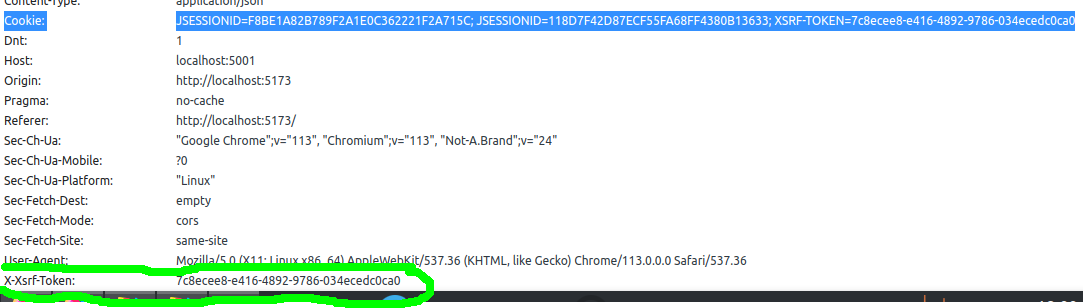 Content-Type: application/json
Cookie: JSESSIONID=F8BE1A82B789F2A1E0C362221F2A715C; JSESSIONID=118D7F42D87ECF55FA68FF4380B13633; XSRF-TOKEN=7c8ecee8-e416-4892-9786-034ecedc0ca0
Dnt: 1
Host: localhost:5001
Origin: http://localhost:5173
Pragma: no-cache
Referer: http://localhost:5173/
Sec-Ch-Ua: "Google Chrome";v="113", "Chromium";v="113", "Not-A.Brand";v="24"
Sec-Ch-Ua-Mobile: ?0
Sec-Ch-Ua-Platform: "Linux"
Sec-Fetch-Dest: empty
Sec-Fetch-Mode: cors
Sec-Fetch-Site: same-site
User-Agent: Mozilla/5.0 (X11; Linux x86_64) AppleWebKit/537.36 (KHTML, like Gecko) Chrome/113.0.0.0 Safari/537.36
X-Xsrf-Token: 7c8ecee8-e416-4892-9786-034ecedc0ca0